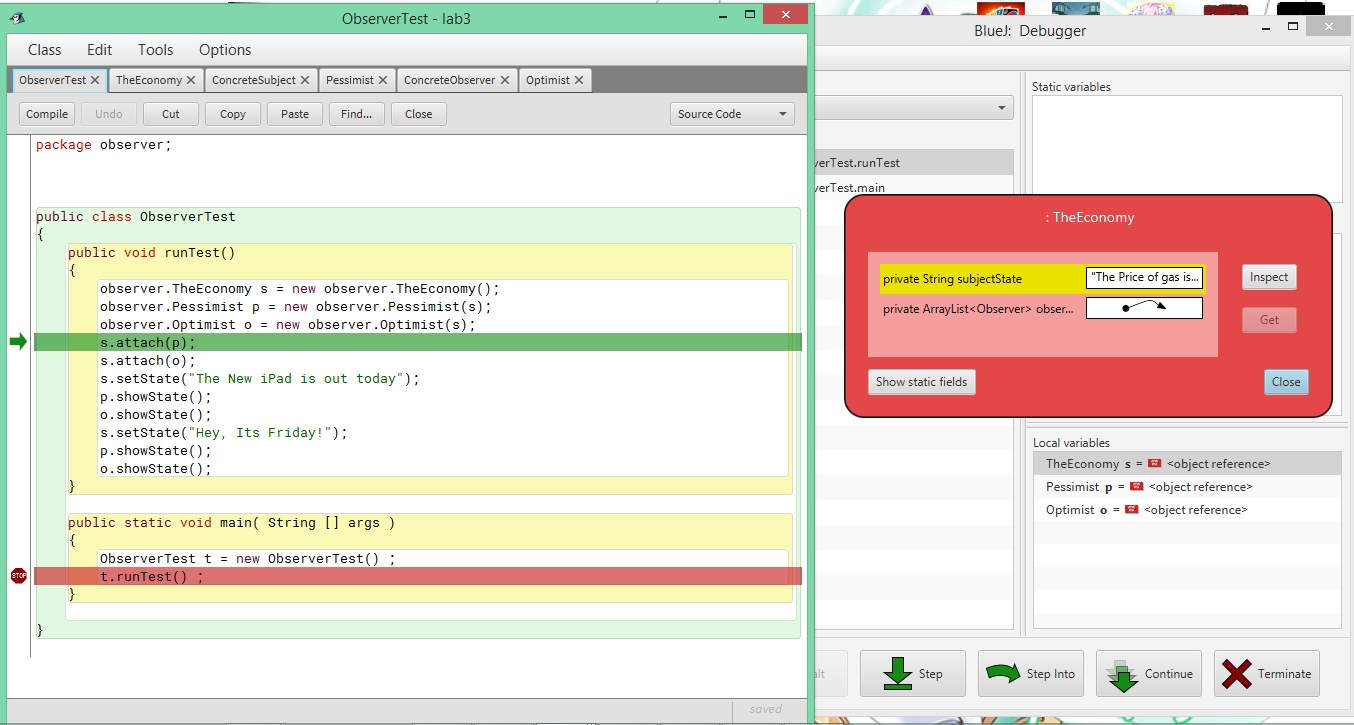 ObserverTest - lab3
Class Edit Tools Options
ObserverTest TheEconomy ConcreteSubject Pessimist ConcreteObserver Optimist
Compile Undo Cut Copy Paste Find... Close Source Code
package observer;
public class ObserverTest
{
public void runTest()
{
observer.TheEconomy s = new observer.TheEconomy();
observer.Pessimist p = new observer.Pessimist(s);
observer.Optimist o = new observer.Optimist(s);
s.attach(p);
s.attach(o);
s.setState("The New iPad is out today");
p.showState();
o.showState();
s.setState("Hey, Its Friday!");
p.showState();
o.showState();
}
public static void main( String [] args )
{
ObserverTest t = new ObserverTest() ;
STOP t.runTest() ;
}
}
saved
BlueJ: Debugger
Static variables
verTest.runTest
verTest.main
: TheEconomy
private String subjectState "The Price of gas is...
private ArrayList<Observer> obser...
Inspect
Get
Show static fields Close
Local variables
TheEconomy s = <object reference>
Pessimist p = <object reference>
Optimist o = <object reference>
alt Step Step Into Continue Terminate